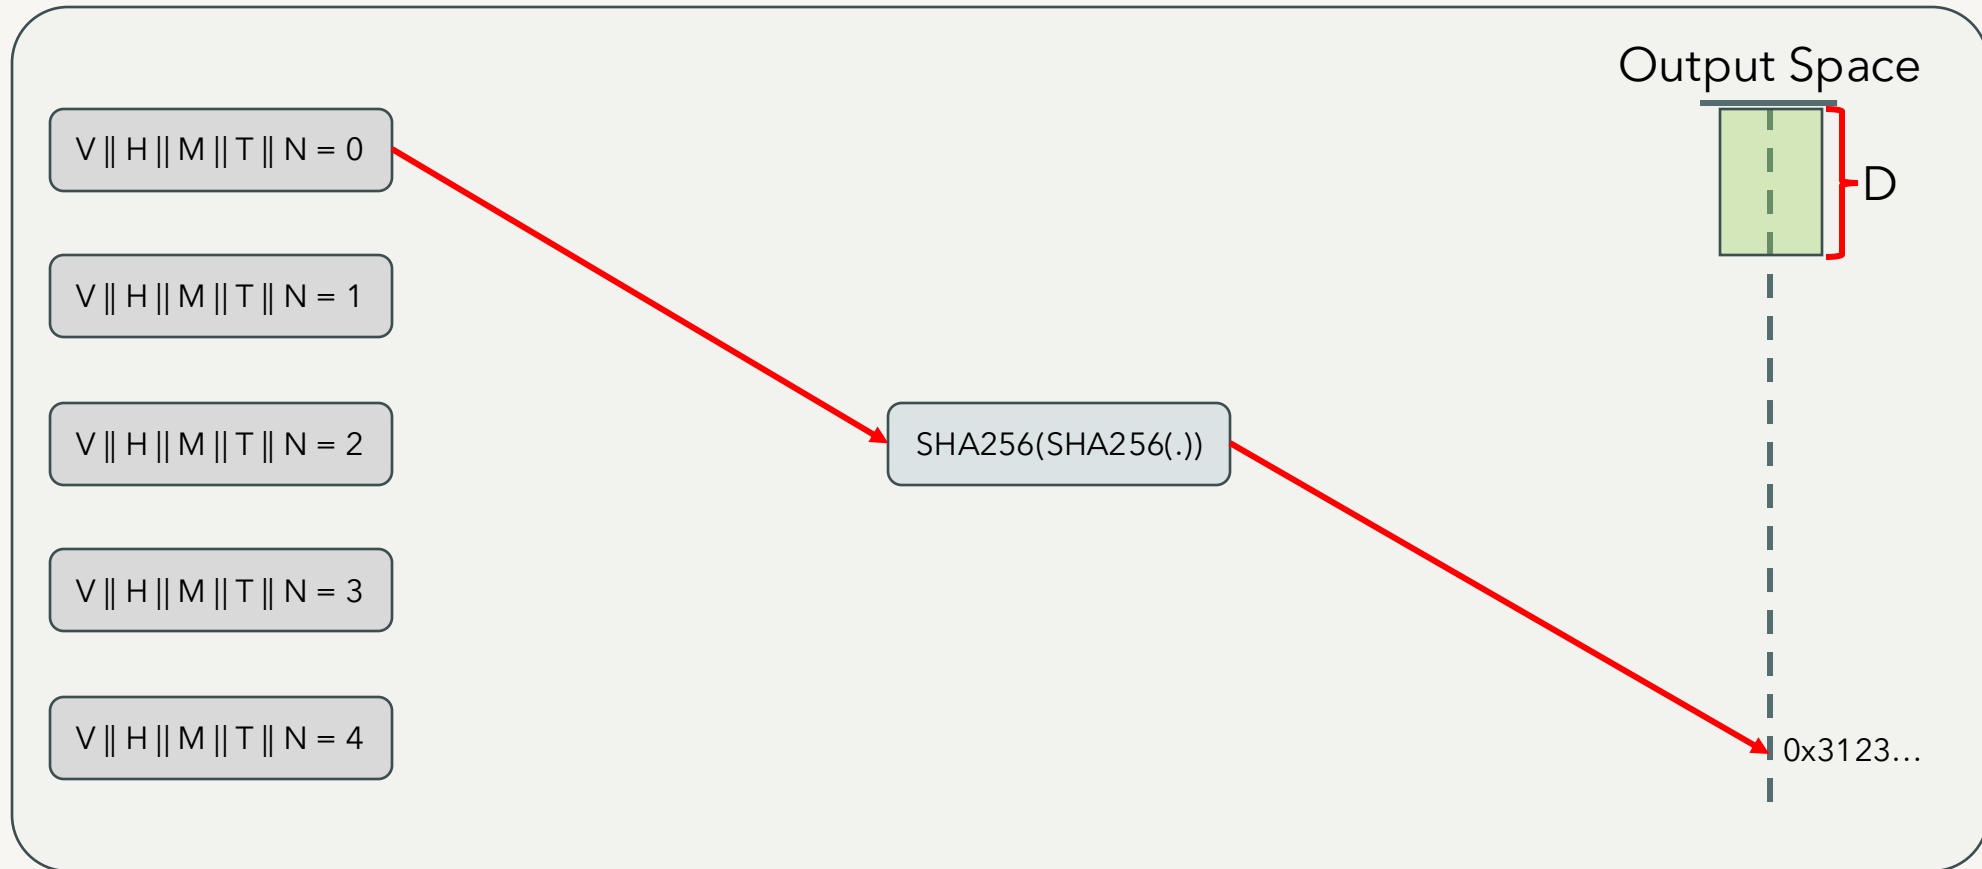 Output Space
V || H || M || T || N = 0
D
V || H || M || T || N = 1
V || H || M || T || N = 2
SHA256(SHA256(.))
V || H || M || T || N = 3
V || H || M || T || N = 4
0x3123...